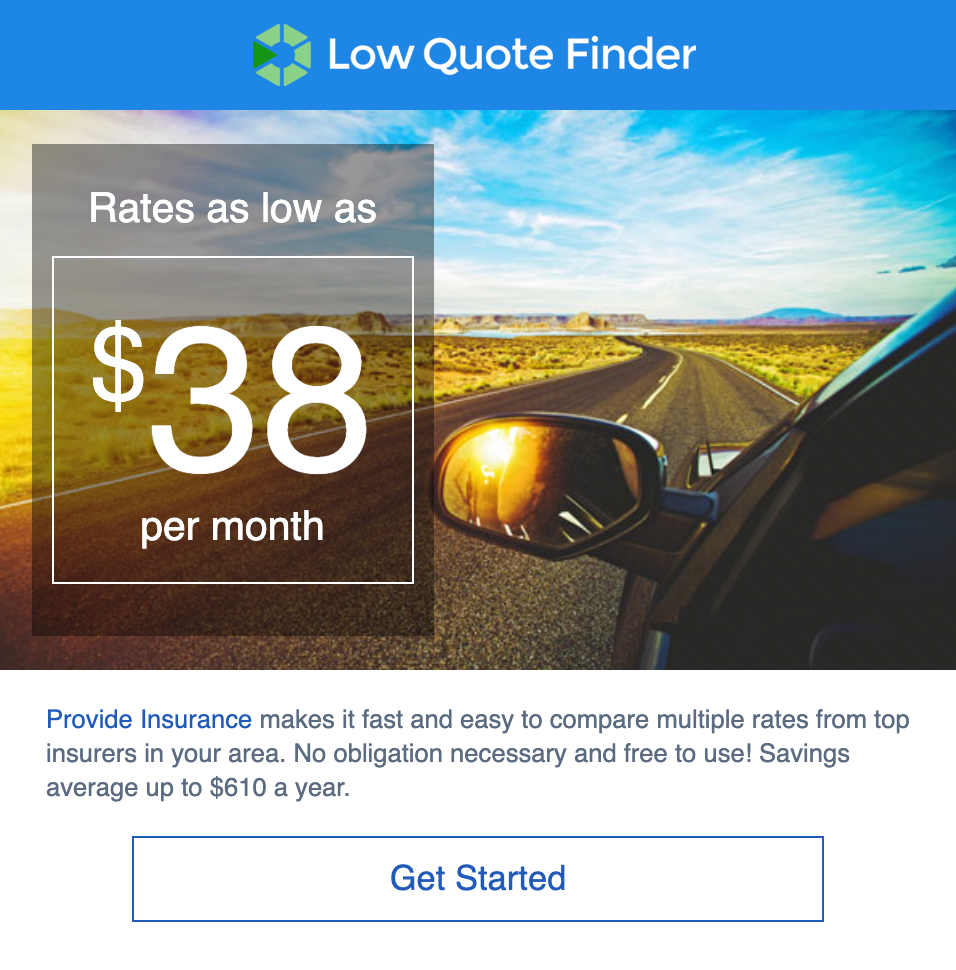 Low Quote Finder
Rates as low as
$38
per month
Provide Insurance makes it fast and easy to compare multiple rates from top
insurers in your area. No obligation necessary and free to use! Savings
average up to $610 a year.
Get Started